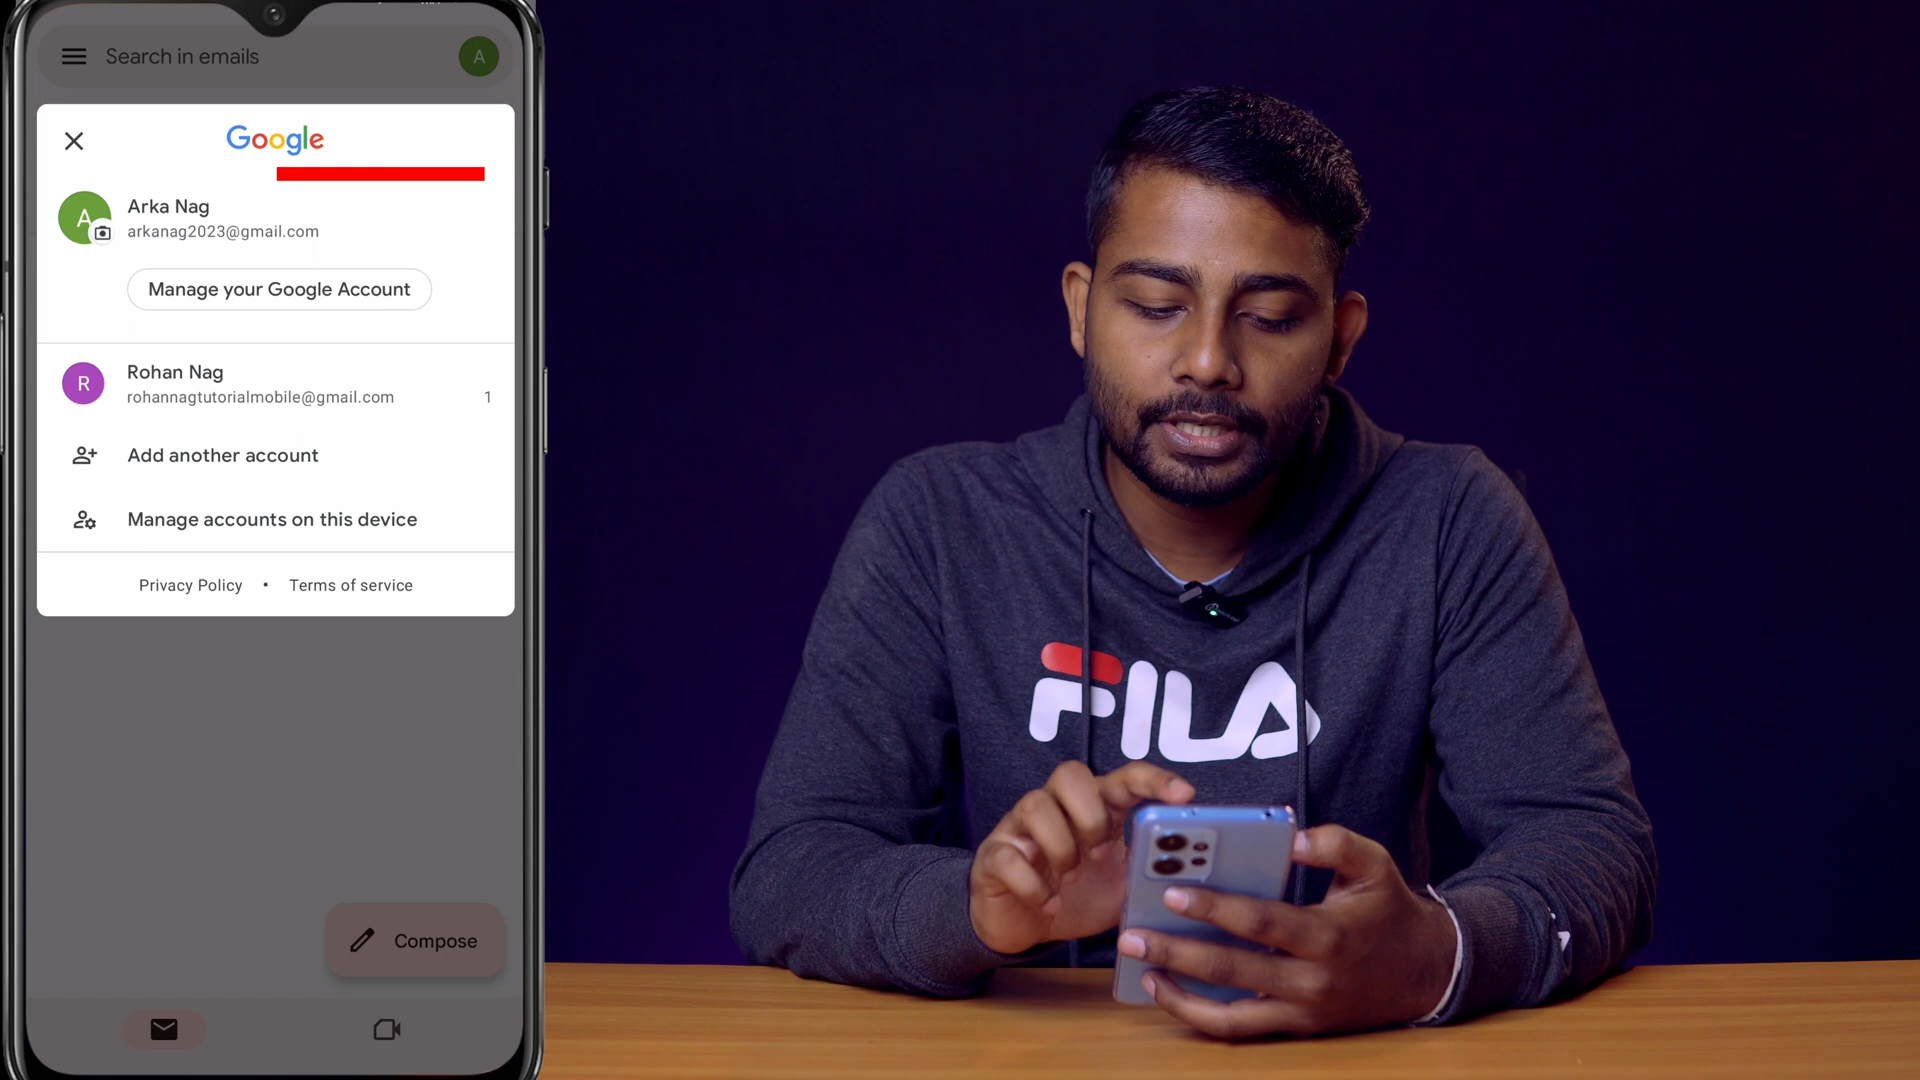 Search in emails
A
Google
A
Arka Nag
arkanag2023@gmail.com
Manage your Google Account
R
Rohan Nag
rohannagtutorialmobile@gmail.com
1
Add another account
Manage accounts on this device
Privacy Policy • Terms of service
Compose
FILA